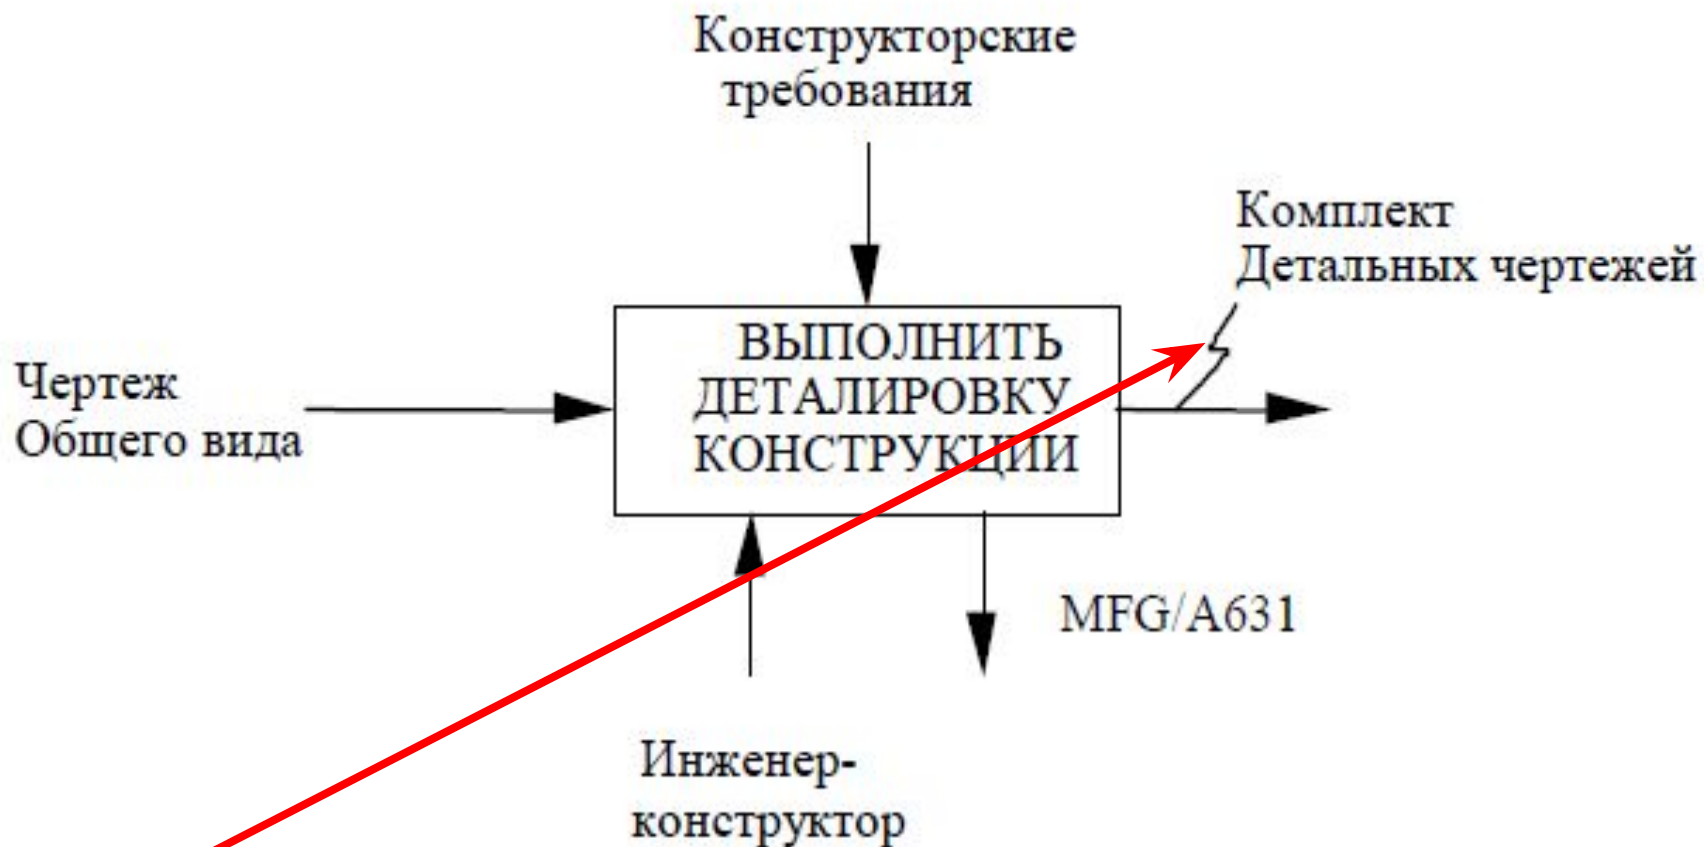 Конструкторские
требования
Комплект
Детальных чертежей
ВЫПОЛНИТЬ
ДЕТАЛИРОВКУ
КОНСТРУКЦИИ
Чертеж
Общего вида
MFG/A631
Инженер-
конструктор